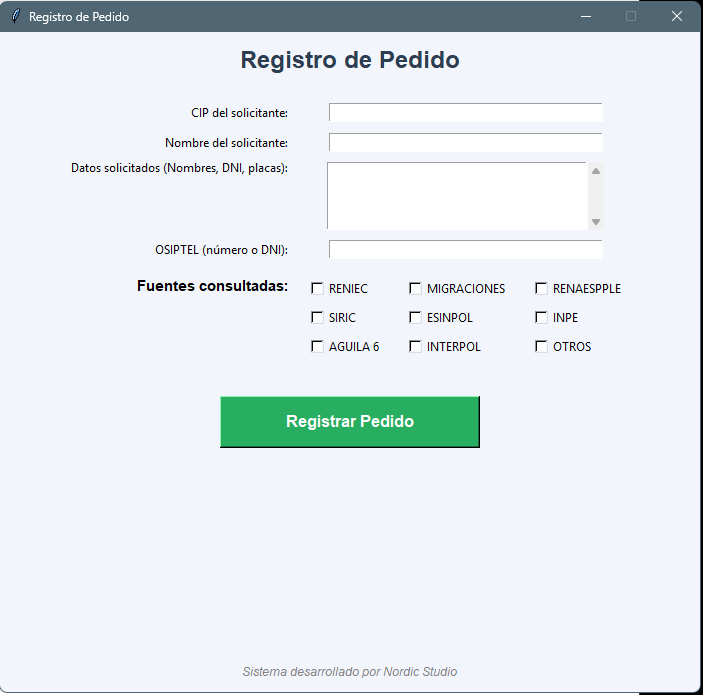 Registro de Pedido
Registro de Pedido
CIP del solicitante:
Nombre del solicitante:
Datos solicitados (Nombres, DNI, placas):
OSIPTEL (número o DNI):
Fuentes consultadas: RENIEC MIGRACIONES RENAESPPLE
SIRIC ESINPOL INPE
AGUILA 6 INTERPOL OTROS
Registrar Pedido
Sistema desarrollado por Nordic Studio